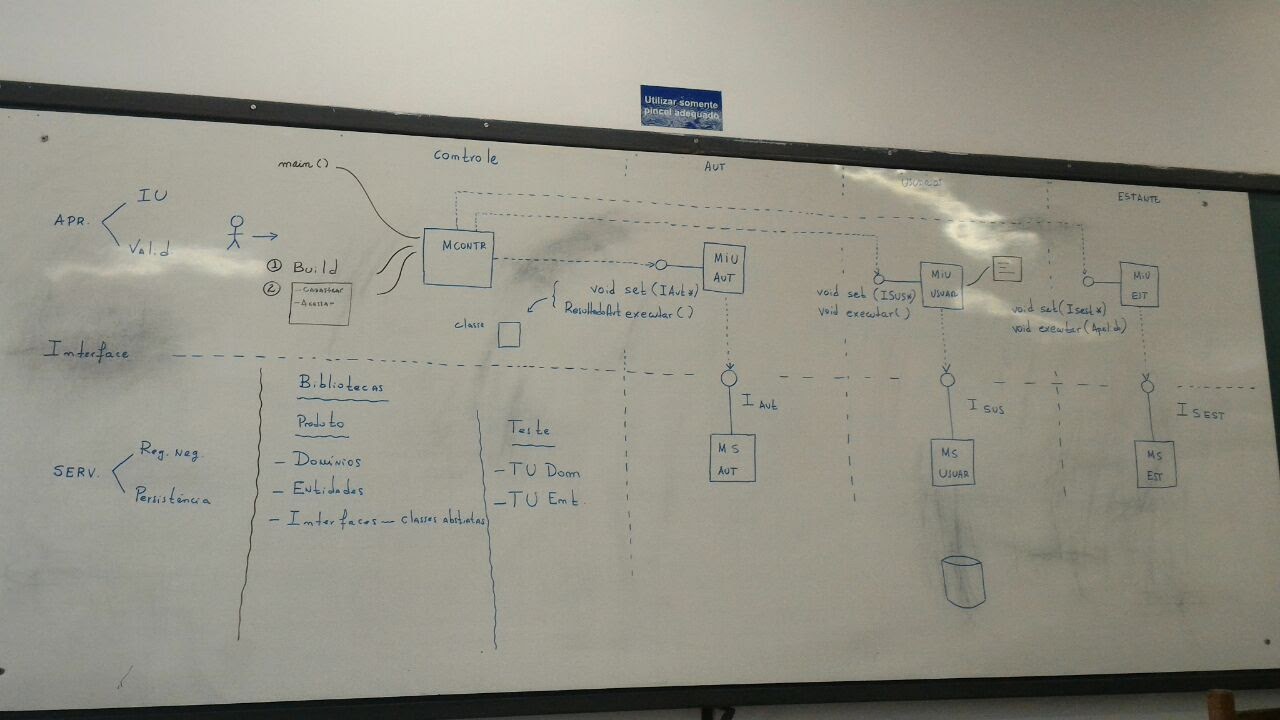 Utilizar somente
pincel adequado
main()
Controle
AUT
USUARIO
ESTANTE
APR.
IU
Valid
① Build
②
- Cadastrar
- Aceitar
MCONTR
MiU
AUT
void set (IAut*)
ResultadoAut executar()
classe
MiU
USUAR
void set (ISUS*)
void executar()
MiU
EST
void set(Isest*)
void executar(Apel.do)
Interface
Bibliotecas
Produto
- Domínios
- Entidades
- Interfaces — classes abstratas
Teste
- TU Dom
- TU Ent.
SERV.
Reg. Neg.
Persistência
I AUT
MS
AUT
I SUS
MS
USUAR
I SEST
MS
EST